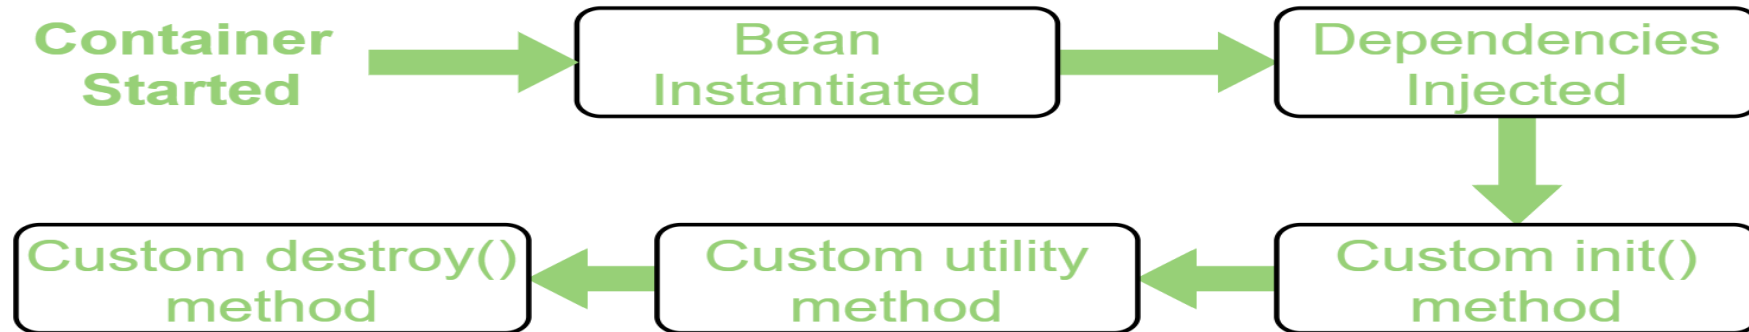 Container
Started
Bean
Instantiated
Dependencies
Injected
Custom init()
method
Custom utility
method
Custom destroy()
method